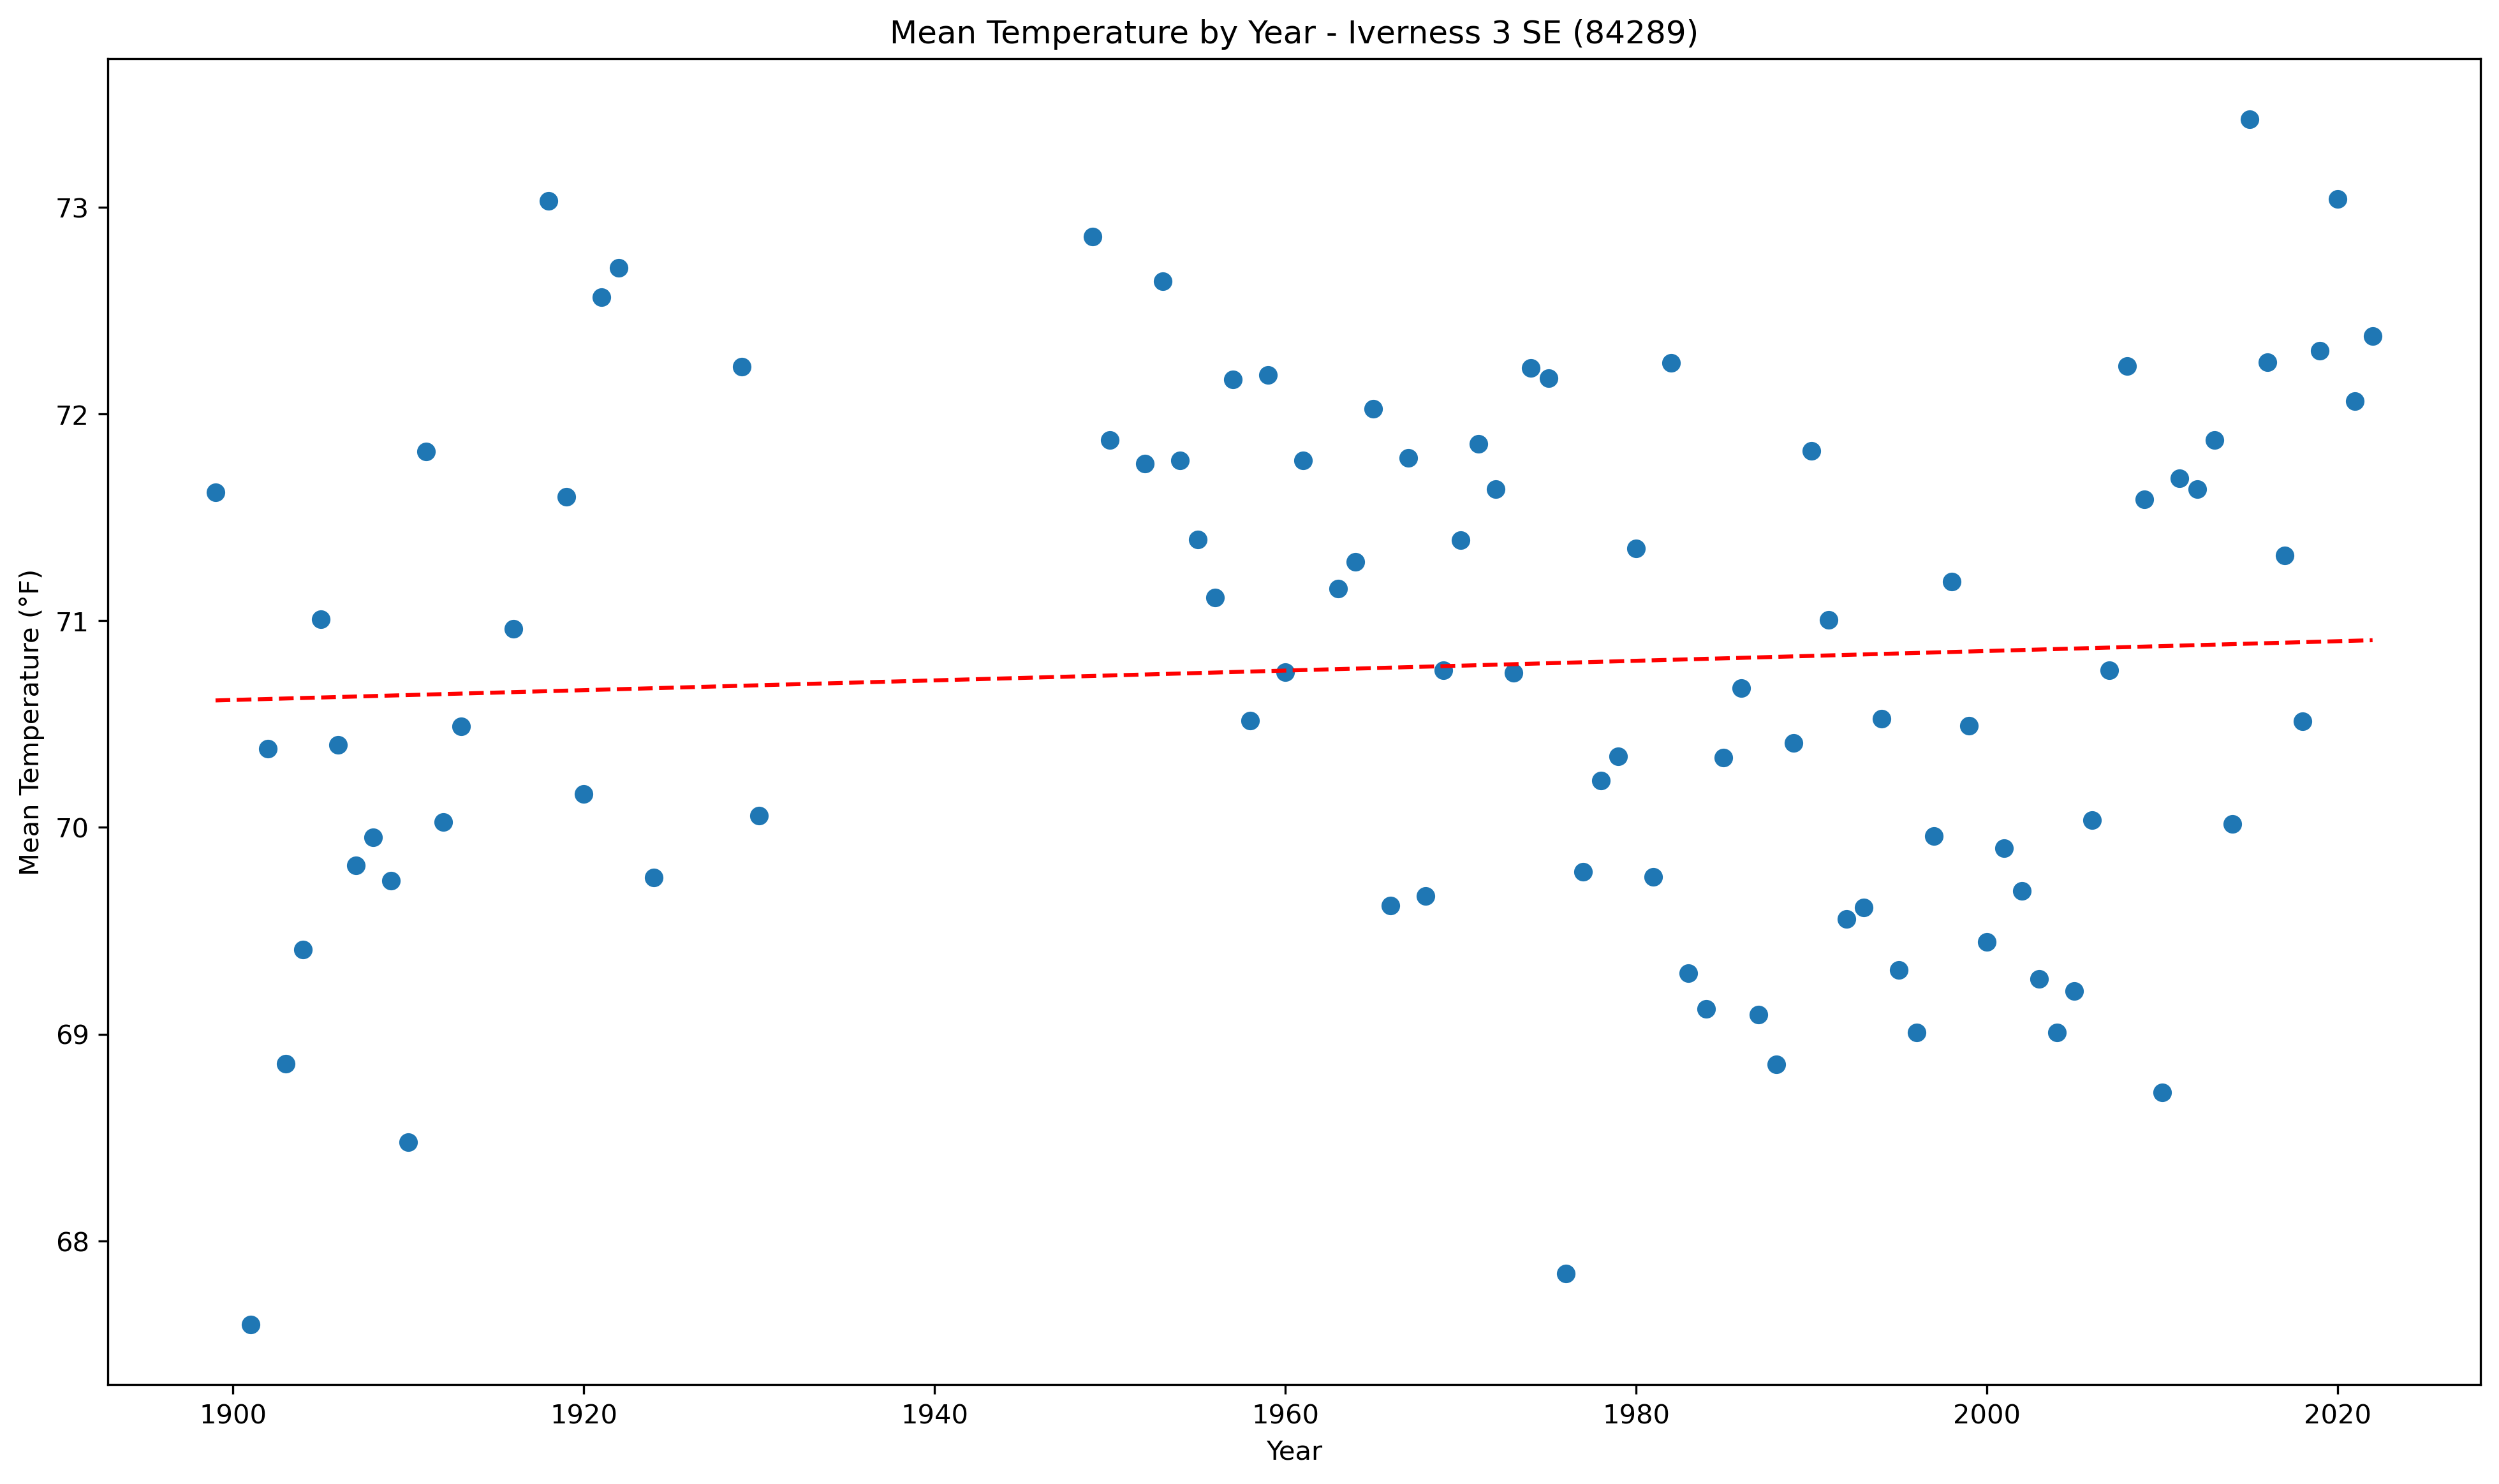 Mean Temperature by Year - Iverness 3 SE (84289)
Mean Temperature (°F)
73
72
71
70
69
68
1900 1920 1940 1960 1980 2000 2020
Year